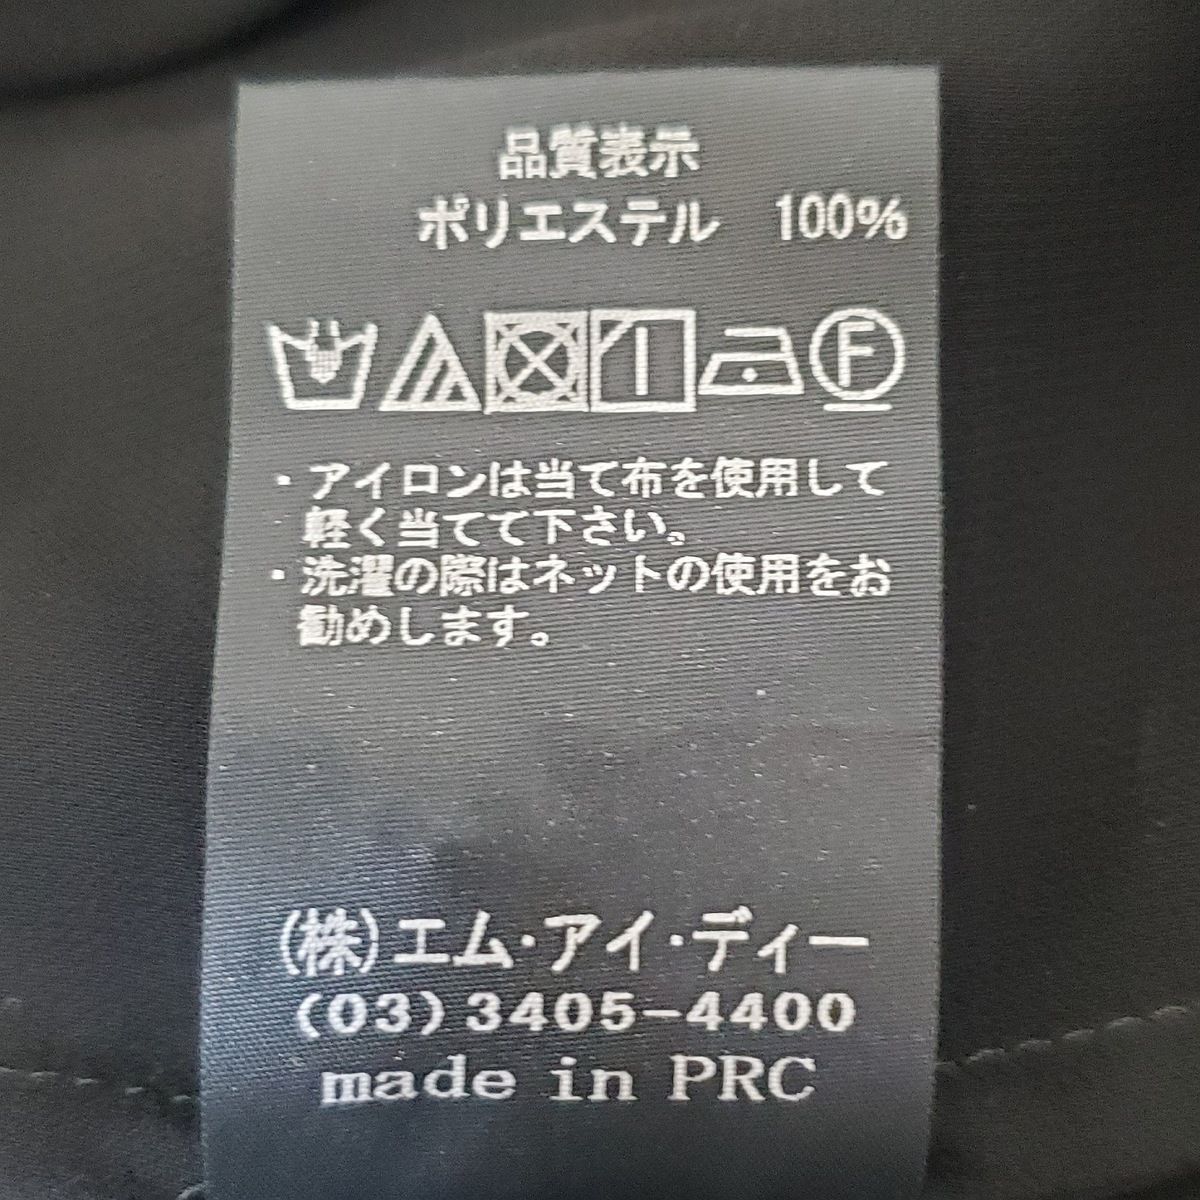 品質表示
ポリエステル 100%
F
・アイロンは当て布を使用して
軽く当てて下さい。
・洗濯の際はネットの使用をお
勧めします。
(株)エム・アイ・ディー
(03)3405-4400
made in PRC